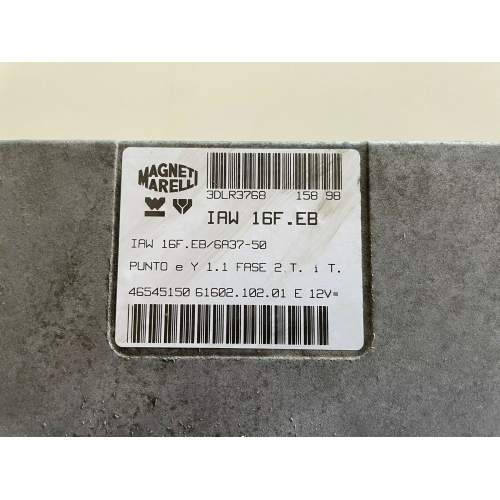 MAGNETI
MARELLI
3DLR3768 158 98
IAW 16F.EB
IAW 16F.EB/6A37-50
PUNTO e Y 1.1 FASE 2 T. i T.
46545150 61602.102.01 E 12V=